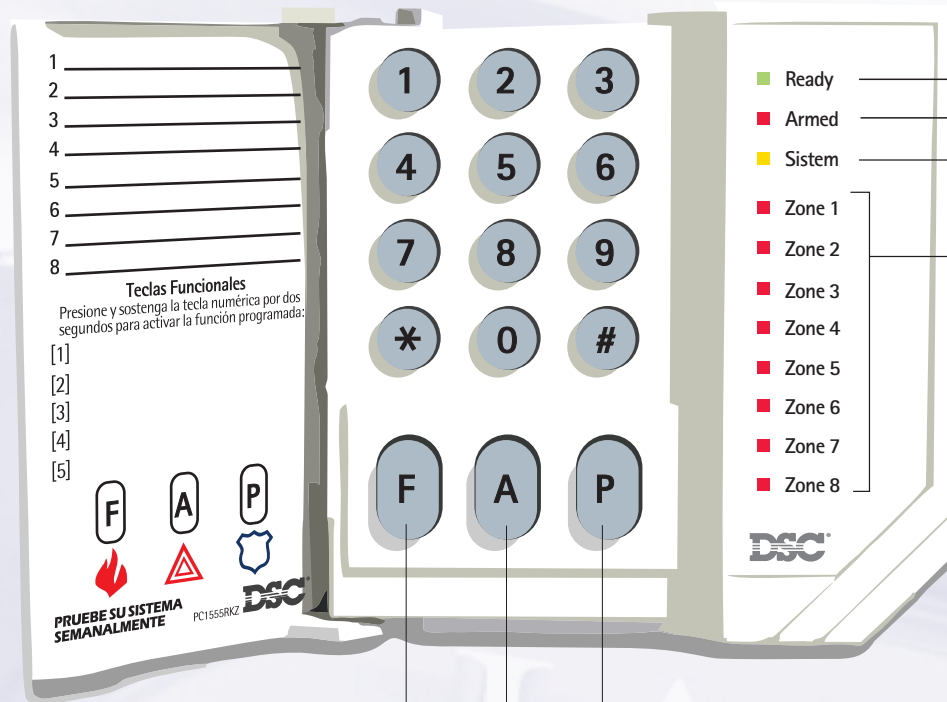 1
2
3
4
5
6
7
8
Teclas Funcionales
Presione y sostenga la tecla numérica por dos
segundos para activar la función programada:
[1]
[2]
[3]
[4]
[5]
F A P
PRUEBE SU SISTEMA
SEMANALMENTE
PC1555RKZ
DSC®
1 2 3
4 5 6
7 8 9
* 0 #
F A P
Ready
Armed
Sistem
Zone 1
Zone 2
Zone 3
Zone 4
Zone 5
Zone 6
Zone 7
Zone 8
DSC®